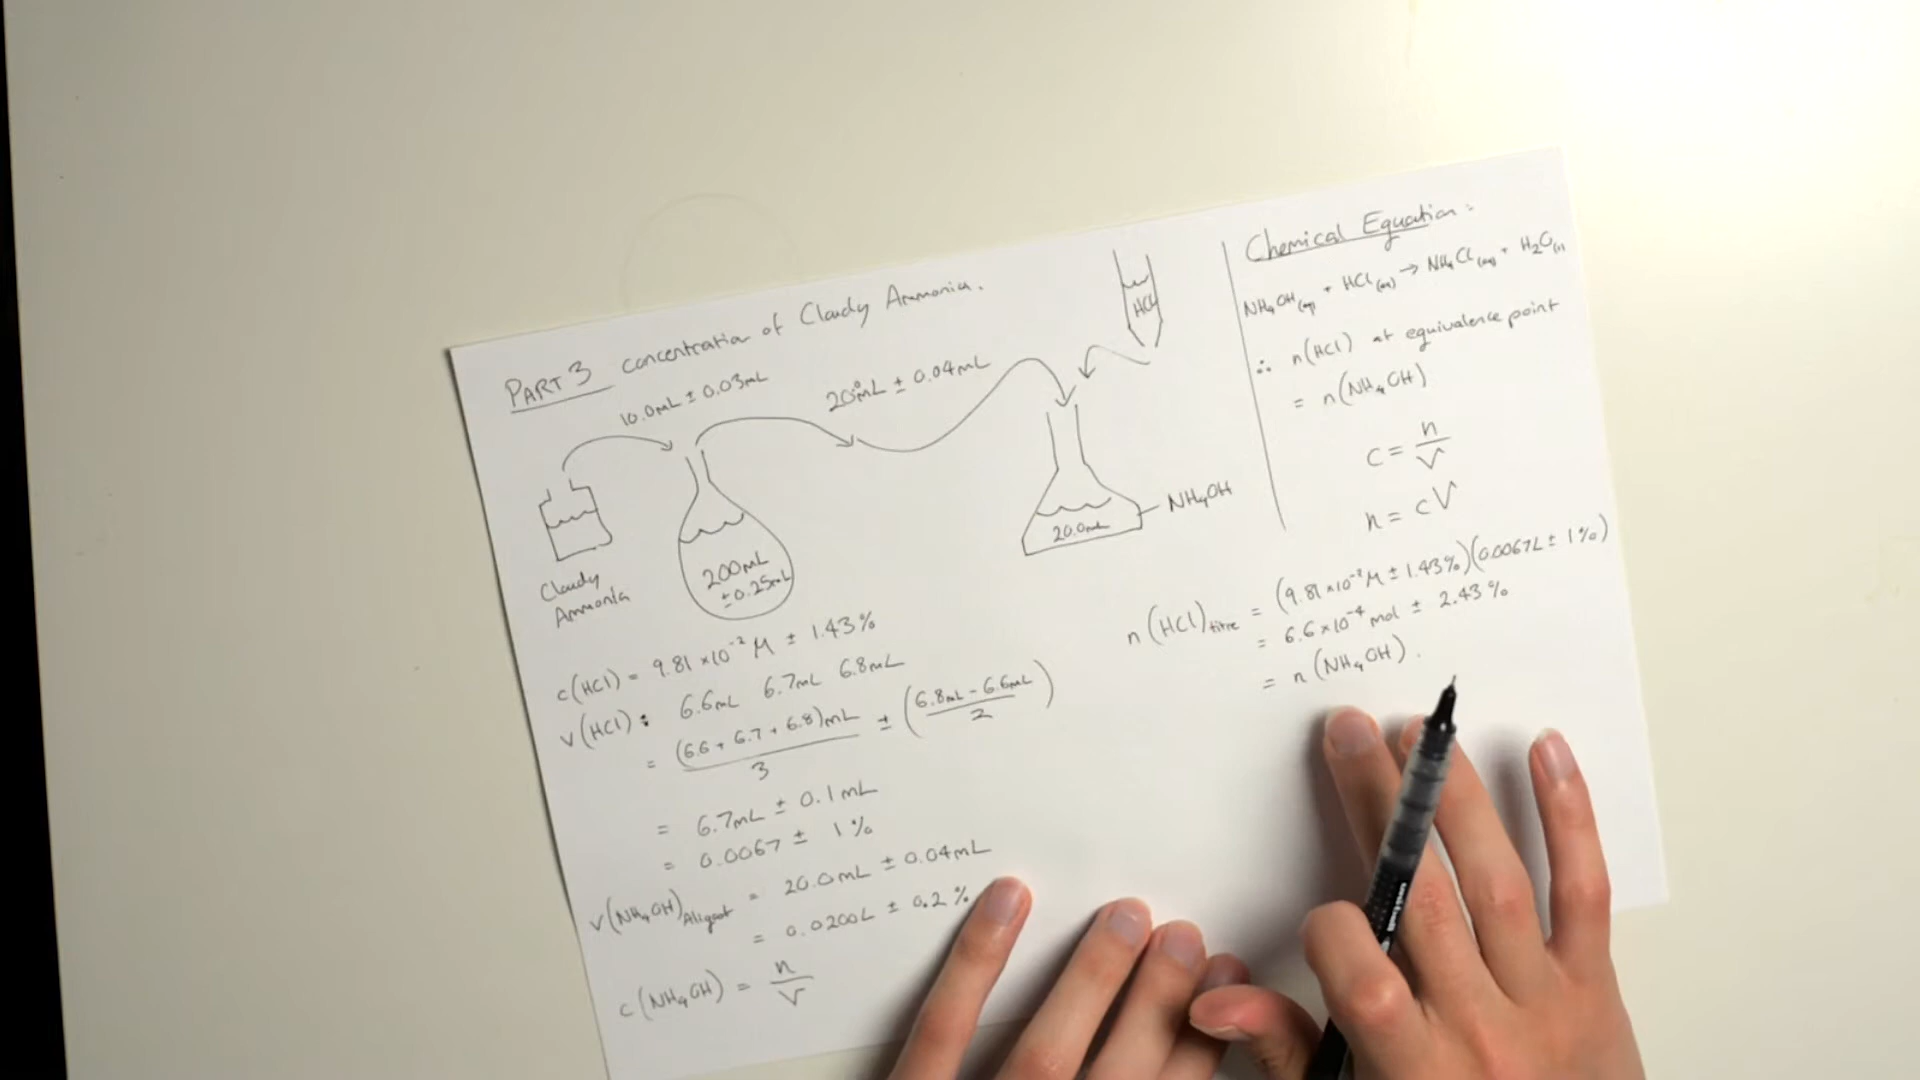 PART 3 concentration of Cloudy Ammonia.
10.0mL ± 0.03mL
20.0mL ± 0.04mL
HCl
Cloudy
Ammonia
200mL
± 0.25mL
20.0mL
NH₄OH
c(HCl) = 9.81 × 10⁻² M ± 1.43%
V(HCl): 6.6mL 6.7mL 6.8mL
= (6.6 + 6.7 + 6.8)mL / 3 ± (6.8mL - 6.6mL / 2)
= 6.7mL ± 0.1mL
= 0.0067 ± 1%
V(NH₄OH)Aliquot = 20.0mL ± 0.04mL
= 0.0200L ± 0.2%
c(NH₄OH) = n / V
Chemical Equation:
NH₄OH(aq) + HCl(aq) → NH₄Cl(aq) + H₂O(l)
∴ n(HCl) at equivalence point
= n(NH₄OH)
c = n / V
n = cV
n(HCl)titre = (9.81 × 10⁻² M ± 1.43%)(0.0067L ± 1%)
= 6.6 × 10⁻⁴ mol ± 2.43%
= n(NH₄OH).